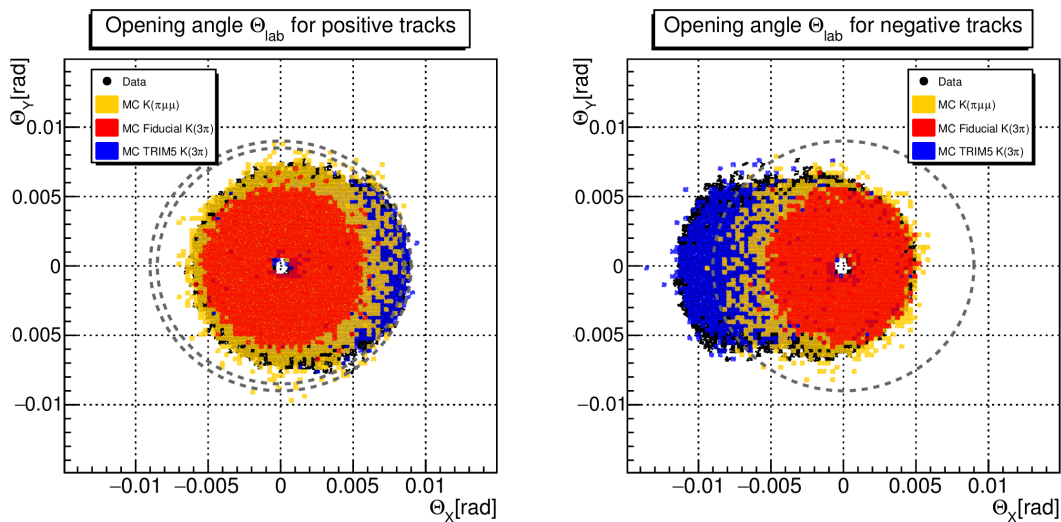 Opening angle Θlab for positive tracks
ΘY[rad]
Data
MC K(πμμ)
MC Fiducial K(3π)
MC TRIM5 K(3π)
0.01
0.005
0
−0.005
−0.01
−0.01 −0.005 0 0.005 0.01
ΘX[rad]
Opening angle Θlab for negative tracks
ΘY[rad]
Data
MC K(πμμ)
MC Fiducial K(3π)
MC TRIM5 K(3π)
0.01
0.005
0
−0.005
−0.01
−0.01 −0.005 0 0.005 0.01
ΘX[rad]